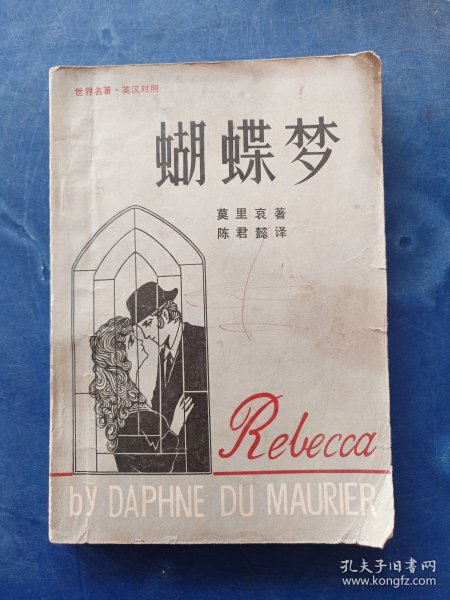 世界名著·英汉对照
蝴蝶梦
莫里哀著
陈君懿译
Rebecca
by DAPHNE DU MAURIER
孔夫子旧书网
www.kongfz.com